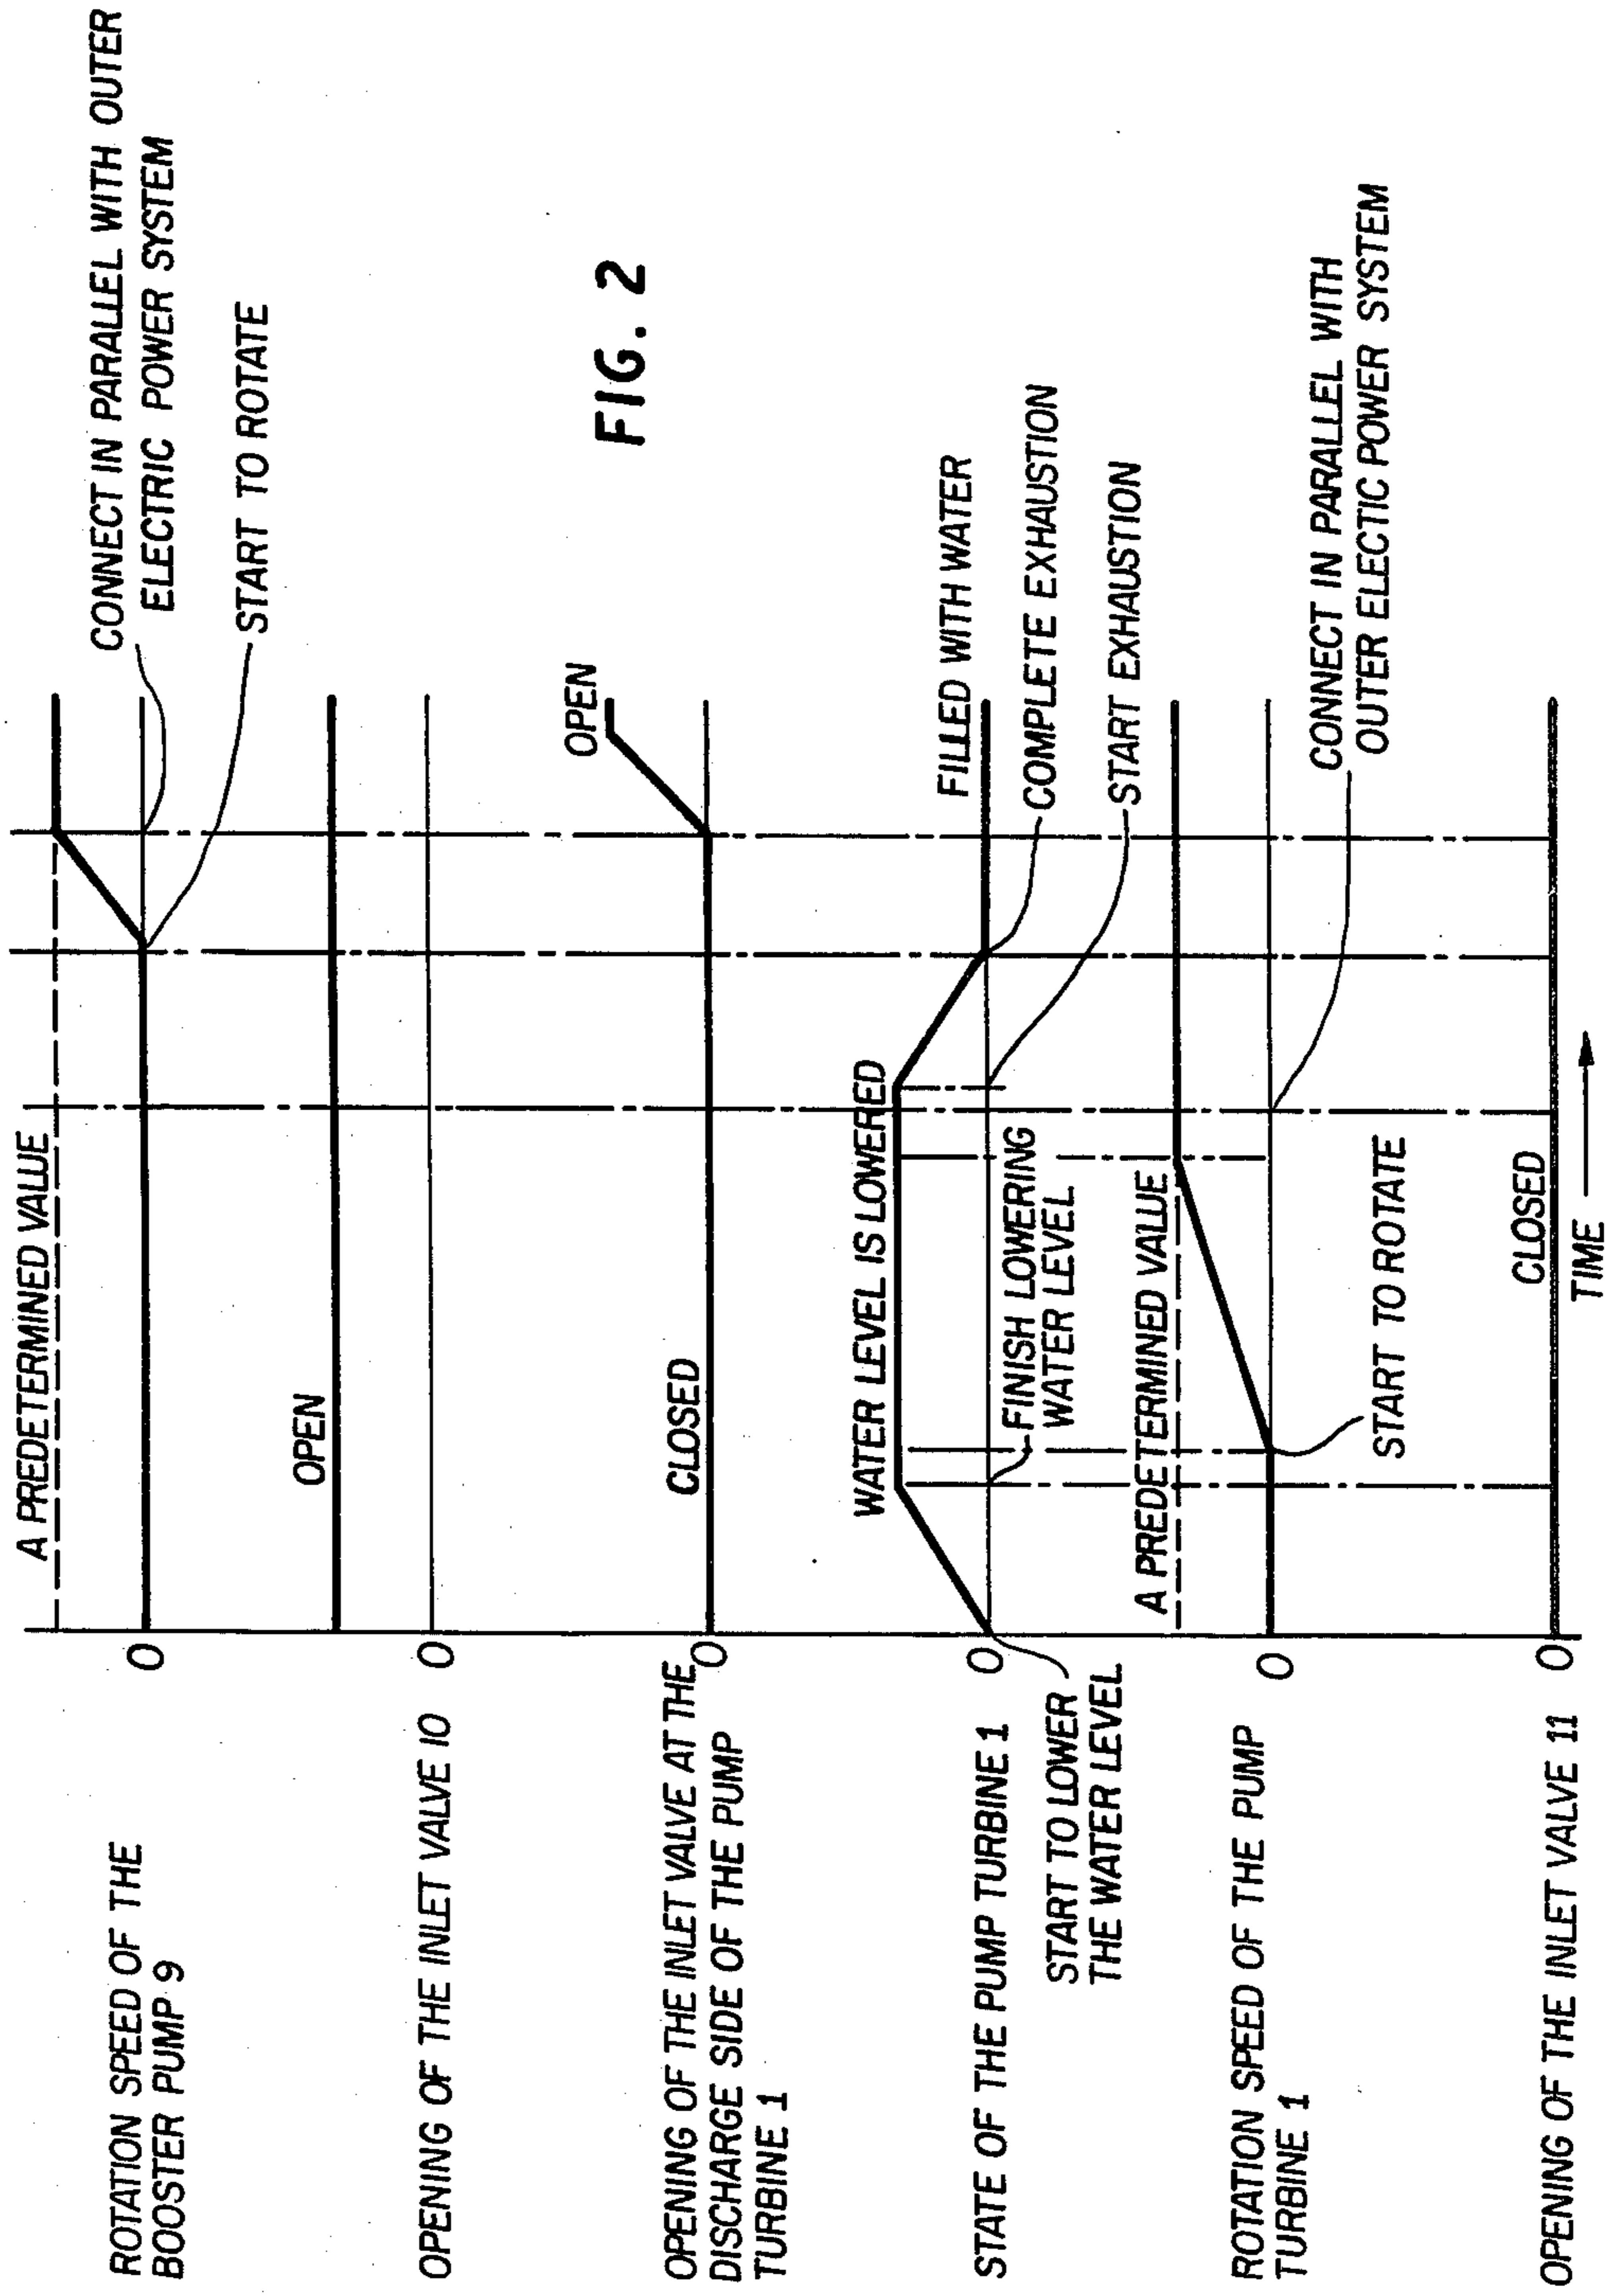 A PREDETERMINED VALUE
CONNECT IN PARALLEL WITH OUTER
ELECTRIC POWER SYSTEM
START TO ROTATE
ROTATION SPEED OF THE
BOOSTER PUMP 9
0
OPEN
OPENING OF THE INLET VALVE 10
0
FIG. 2
OPEN
CLOSED
OPENING OF THE INLET VALVE AT THE
DISCHARGE SIDE OF THE PUMP
TURBINE 1
0
WATER LEVEL IS LOWERED
FILLED WITH WATER
COMPLETE EXHAUSTION
START EXHAUSTION
FINISH LOWERING
WATER LEVEL
STATE OF THE PUMP TURBINE 1
0
START TO LOWER
THE WATER LEVEL
A PREDETERMINED VALUE
ROTATION SPEED OF THE PUMP
TURBINE 1
0
CONNECT IN PARALLEL WITH
OUTER ELECTIC POWER SYSTEM
START TO ROTATE
CLOSED
OPENING OF THE INLET VALVE 11
0
TIME